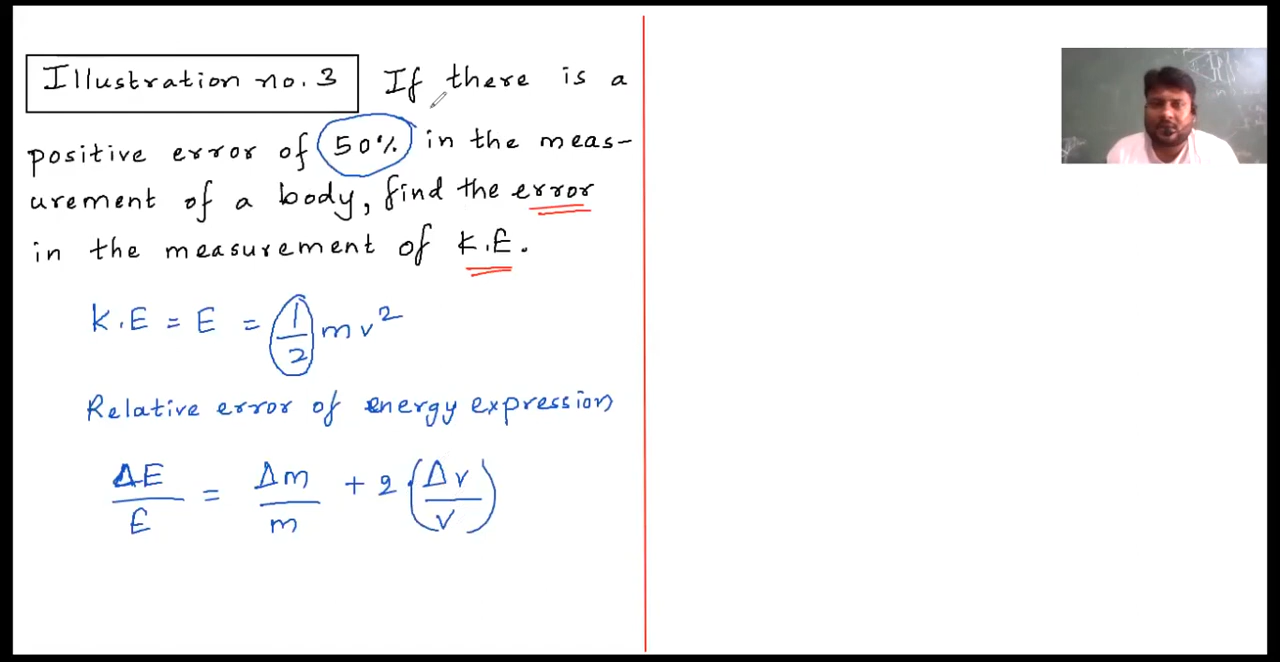 Illustration no. 3 If there is a
positive error of 50% in the meas-
urement of a body, find the error
in the measurement of K.E.
K.E = E = 1/2 mv²
Relative error of energy expression
ΔE/E = Δm/m + 2(Δv/v)